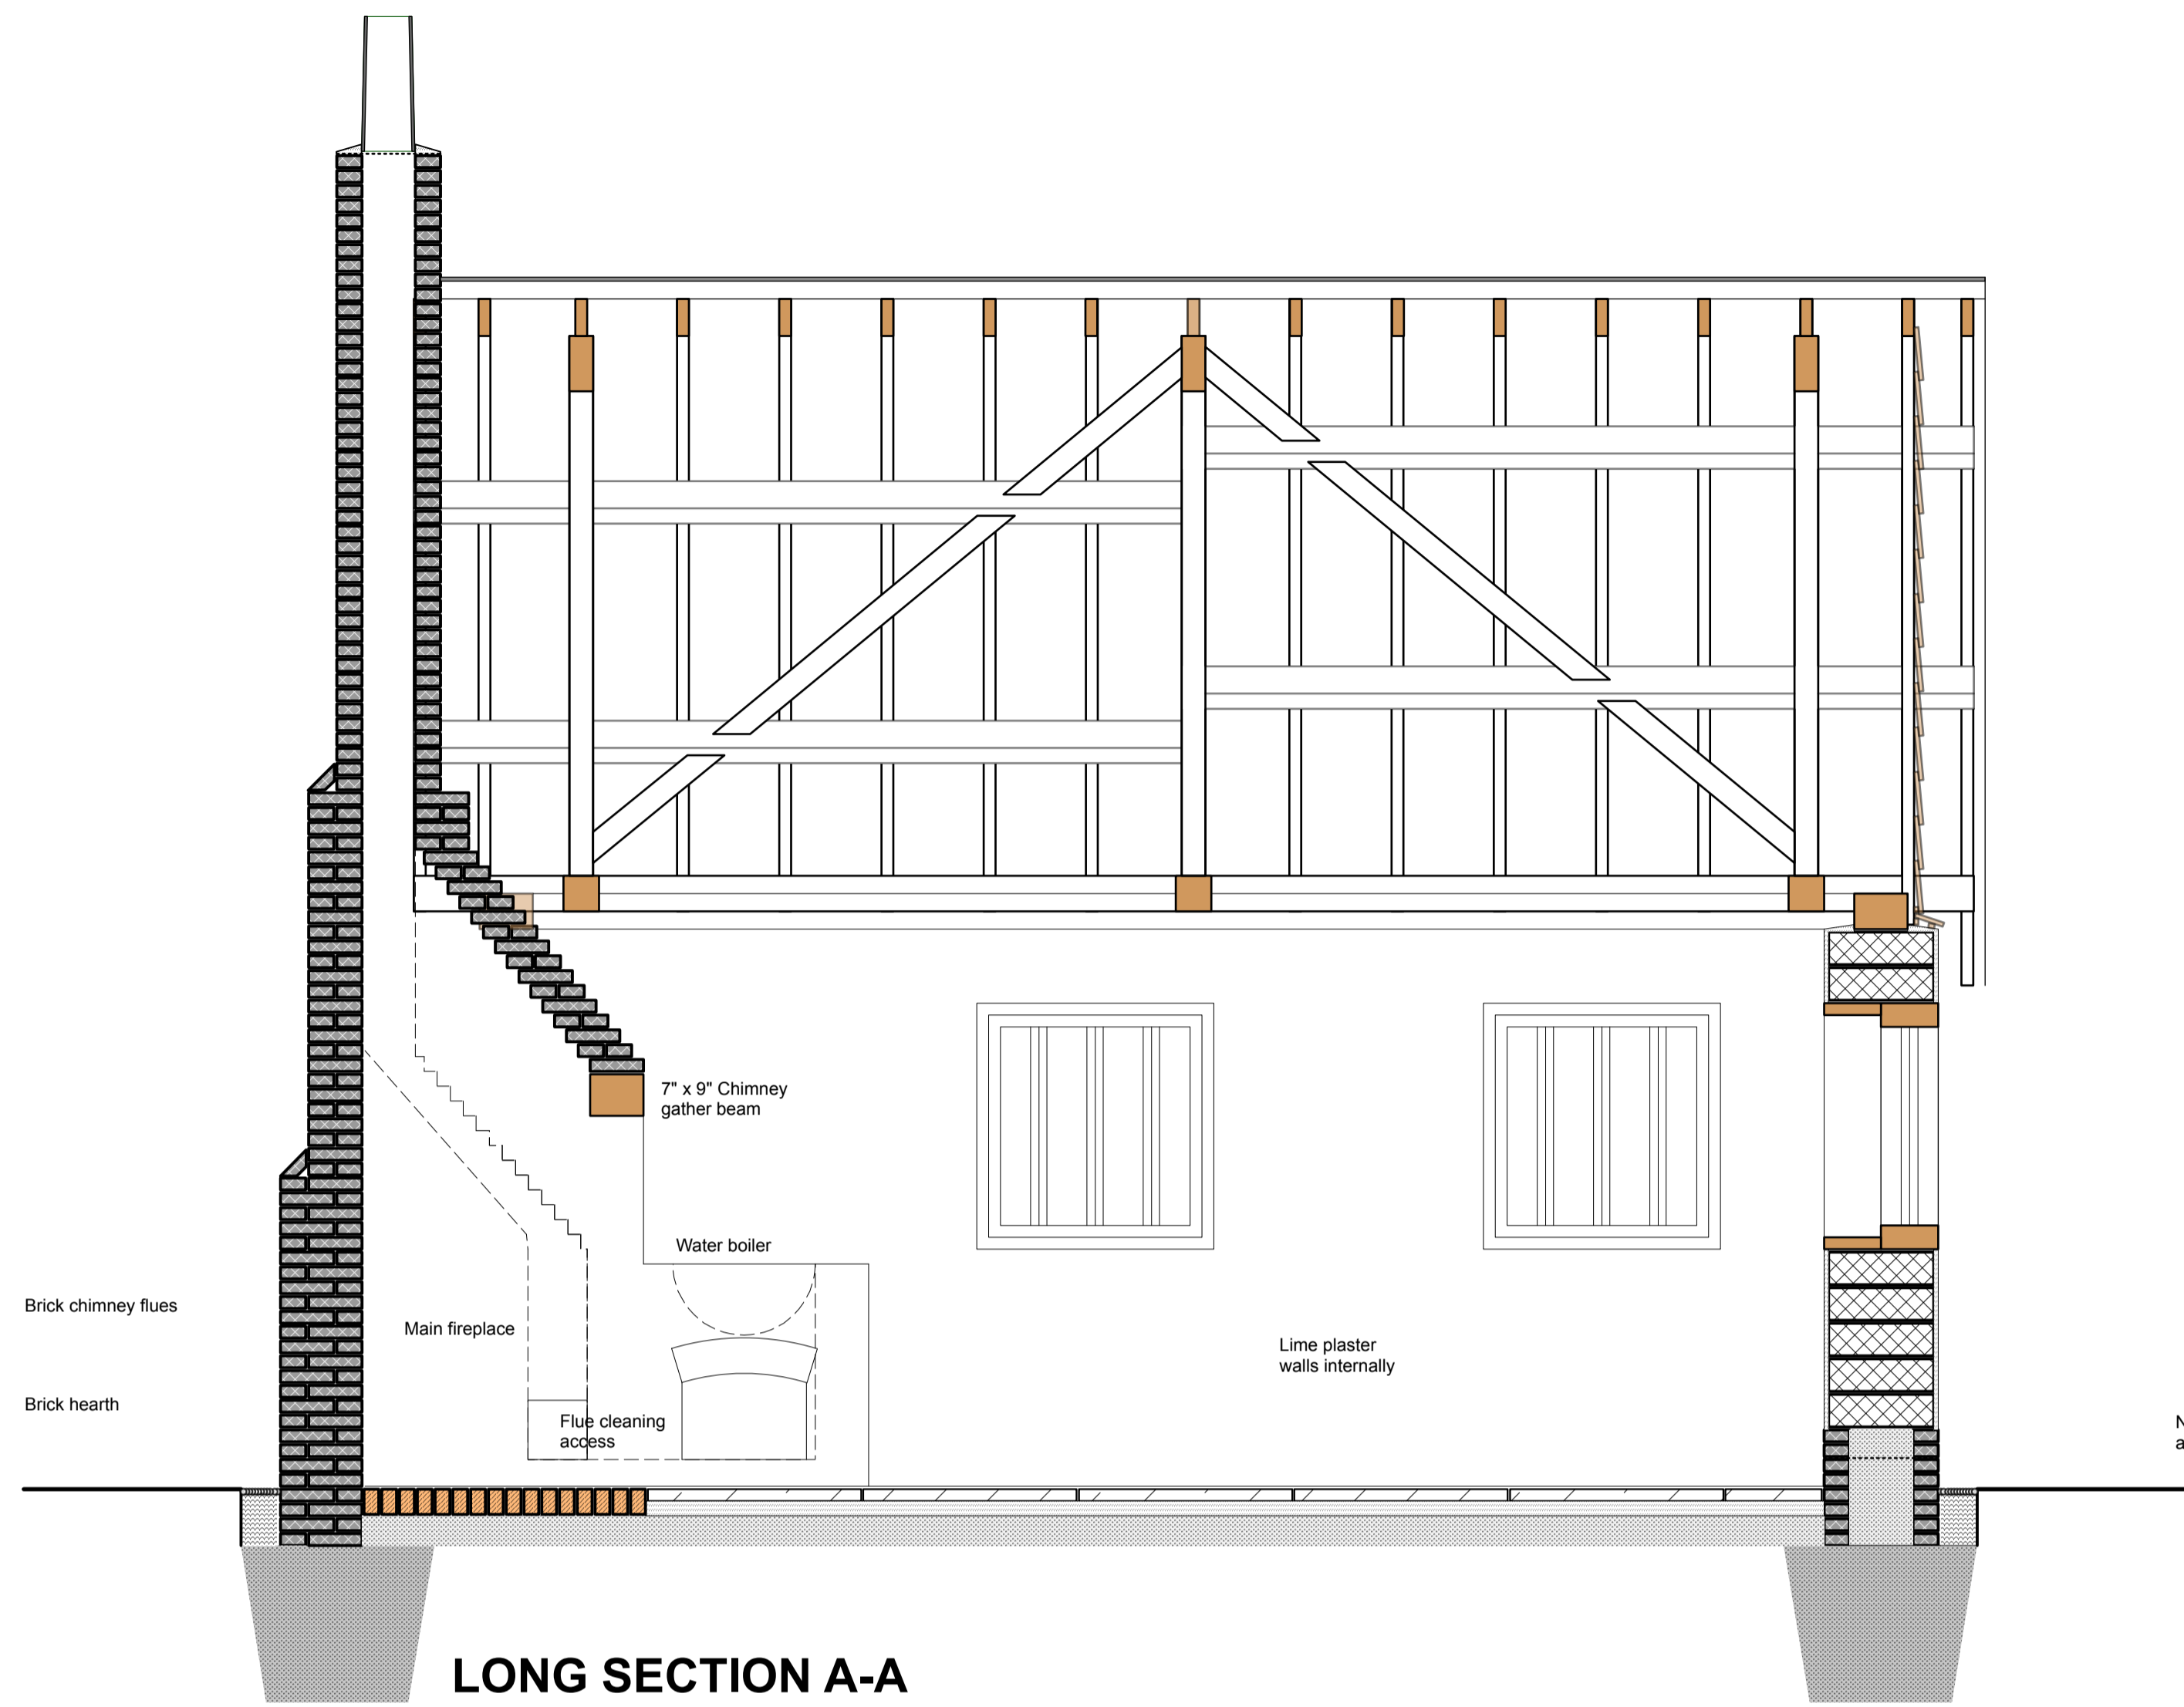 7" x 9" Chimney
gather beam
Water boiler
Brick chimney flues
Main fireplace
Lime plaster
walls internally
Brick hearth
Flue cleaning
access
LONG SECTION A-A